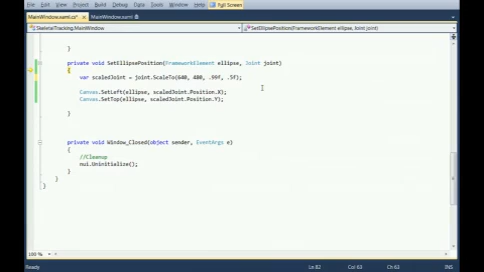 File Edit View Project Build Debug Data Tools Window Help Full Screen
MainWindow.xaml.cs* MainWindow.xaml
SkeletalTracking.MainWindow SetEllipsePosition(FrameworkElement ellipse, Joint joint)
}
private void SetEllipsePosition(FrameworkElement ellipse, Joint joint)
{
var scaledJoint = joint.ScaleTo(640, 480, .99f, .5f);
Canvas.SetLeft(ellipse, scaledJoint.Position.X);
Canvas.SetTop(ellipse, scaledJoint.Position.Y);
}
private void Window_Closed(object sender, EventArgs e)
{
//Cleanup
nui.Uninitialize();
}
}
}
100 %
Ready Ln 82 Col 63 Ch 63 INS